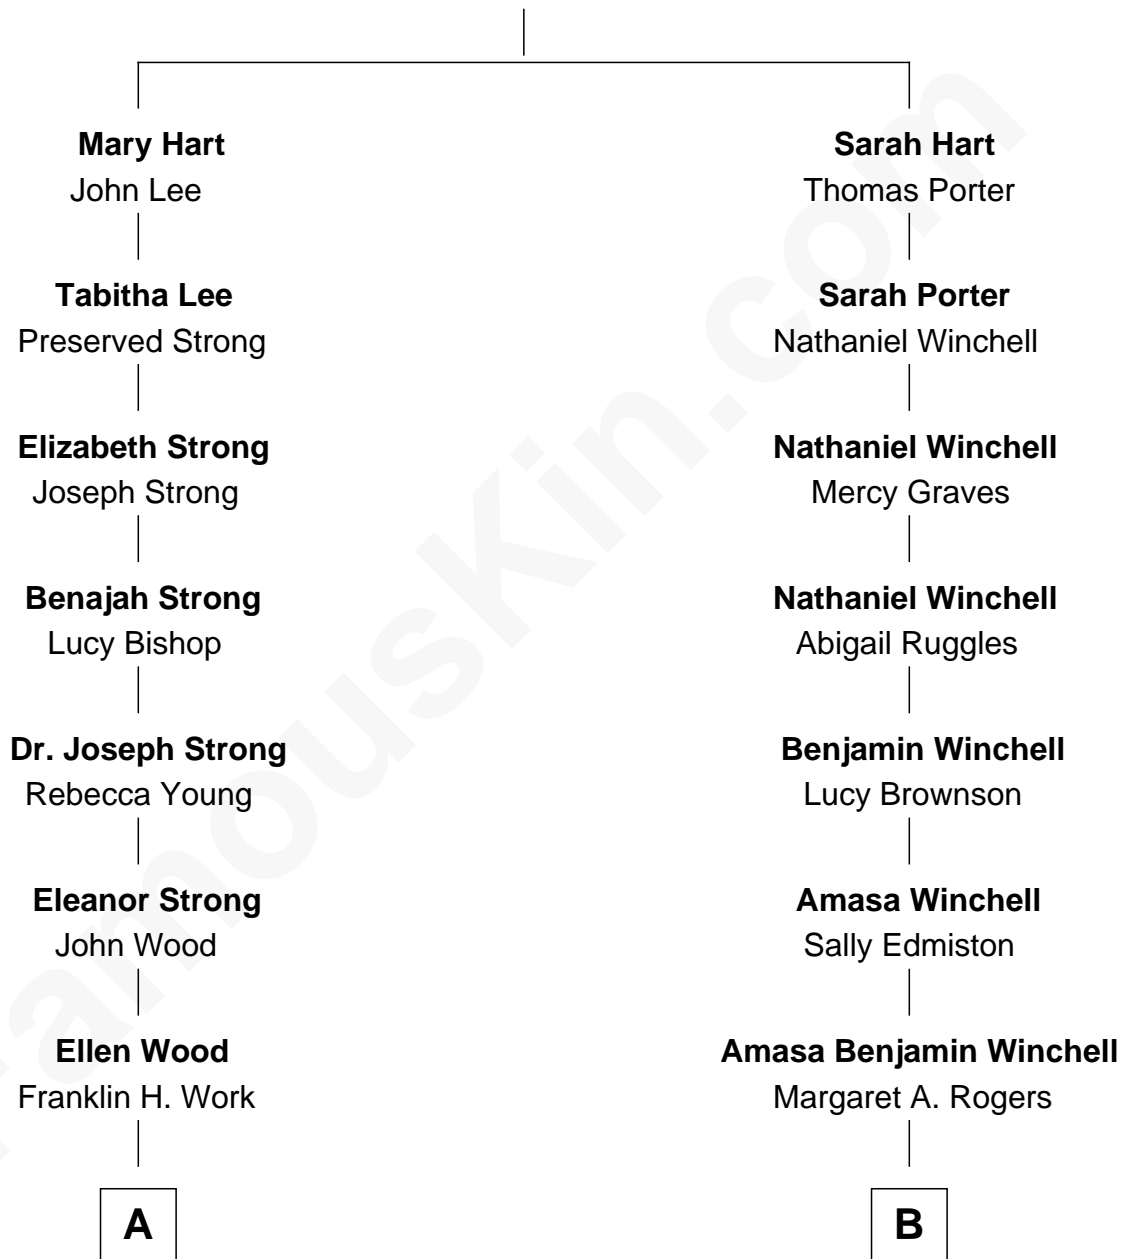 Mary Hart
John Lee
Sarah Hart
Thomas Porter
Tabitha Lee
Preserved Strong
Sarah Porter
Nathaniel Winchell
Elizabeth Strong
Joseph Strong
Nathaniel Winchell
Mercy Graves
Benajah Strong
Lucy Bishop
Nathaniel Winchell
Abigail Ruggles
Dr. Joseph Strong
Rebecca Young
Benjamin Winchell
Lucy Brownson
Eleanor Strong
John Wood
Amasa Winchell
Sally Edmiston
Ellen Wood
Franklin H. Work
Amasa Benjamin Winchell
Margaret A. Rogers
A
B
FamousKin.com